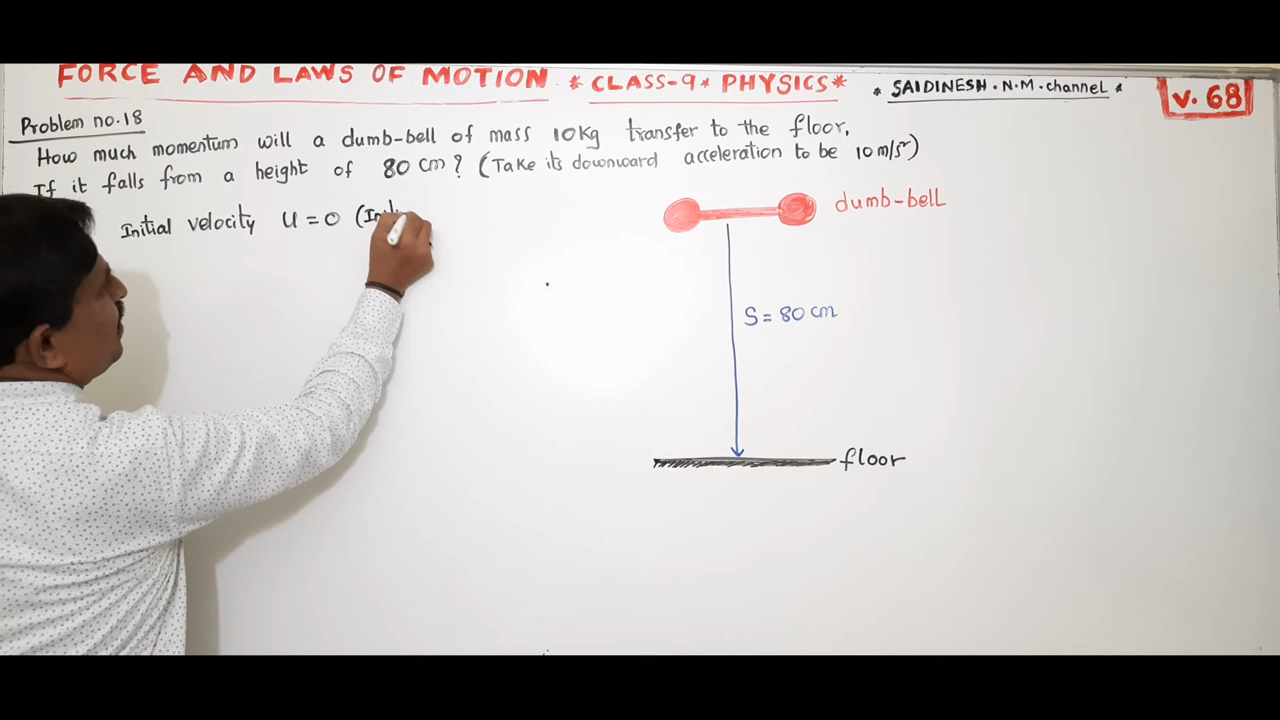 FORCE AND LAWS OF MOTION * CLASS-9 * PHYSICS * * SAIDINESH.N.M.channel *
V.68
Problem no.18
How much momentum will a dumb-bell of mass 10Kg transfer to the floor,
If it falls from a height of 80 cm? (Take its downward acceleration to be 10 m/s²)
Initial velocity u = 0 (
dumb-bell
S = 80 cm
floor